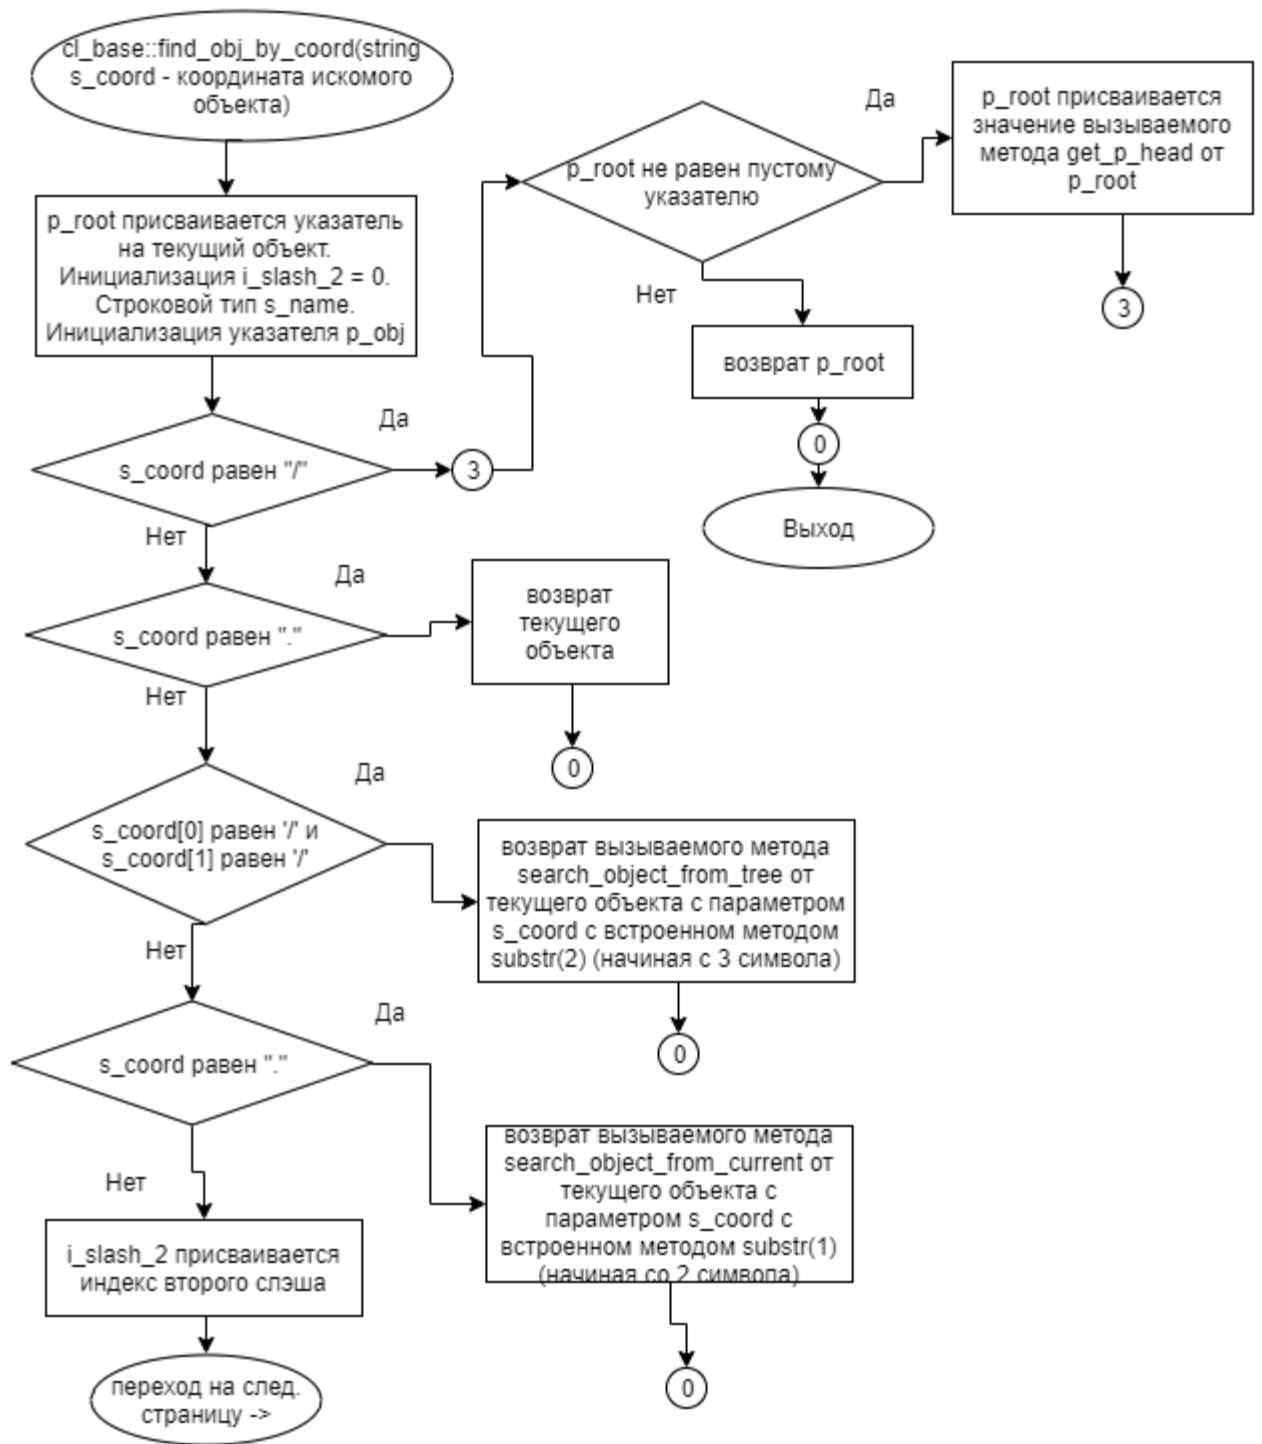 cl_base::find_obj_by_coord(string
s_coord - координата искомого
объекта)
p_root присваивается указатель
на текущий объект.
Инициализация i_slash_2 = 0.
Строковой тип s_name.
Инициализация указателя p_obj
s_coord равен "/"
Да
3
Нет
p_root не равен пустому
указателю
Да
p_root присваивается
значение вызываемого
метода get_p_head от
p_root
3
Нет
возврат p_root
0
Выход
s_coord равен "."
Да
возврат
текущего
объекта
0
Нет
s_coord[0] равен '/' и
s_coord[1] равен '/'
Да
возврат вызываемого метода
search_object_from_tree от
текущего объекта с параметром
s_coord с встроенном методом
substr(2) (начиная с 3 символа)
0
Нет
s_coord равен "."
Да
возврат вызываемого метода
search_object_from_current от
текущего объекта с
параметром s_coord с
встроенном методом substr(1)
(начиная со 2 символа)
0
Нет
i_slash_2 присваивается
индекс второго слэша
переход на след.
страницу ->